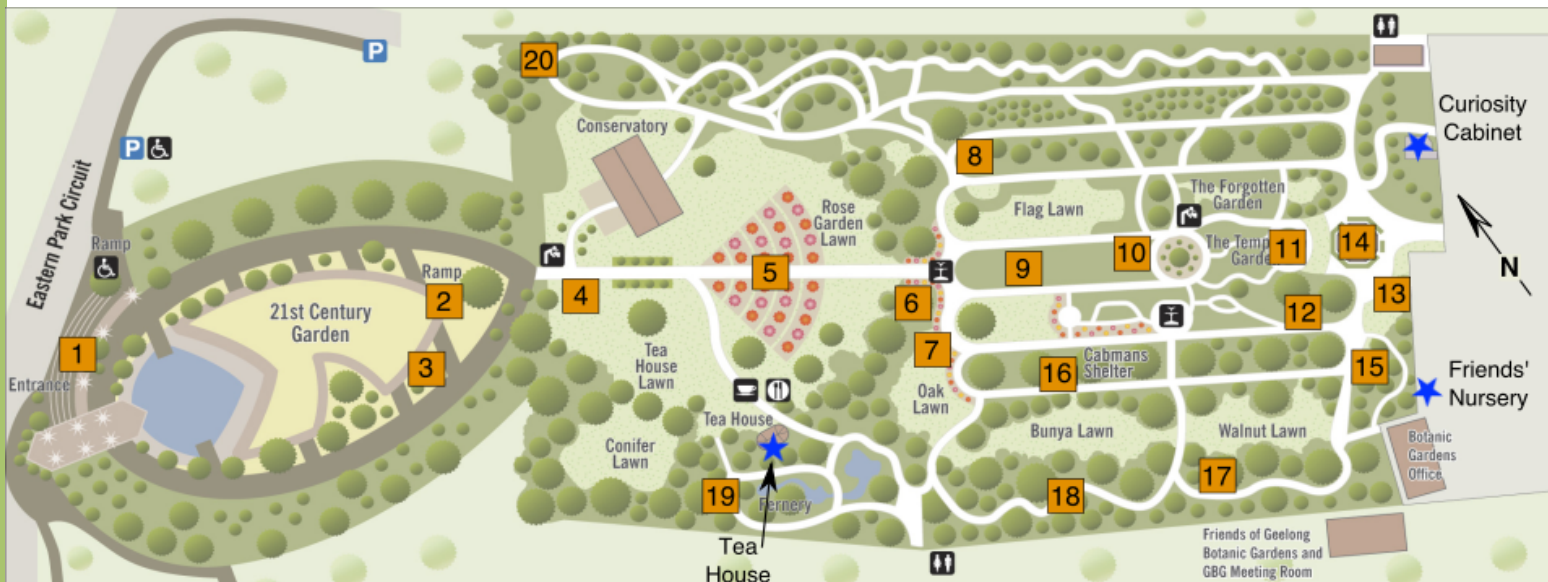 P
20
Conservatory
Curiosity
Cabinet
P
8
Eastern Park Circuit
The Forgotten
Garden
Rose
Garden
Lawn
Flag Lawn
Ramp
10
11
14
The Temp
Garde
N
Ramp
5
9
2
4
6
13
21st Century
Garden
12
1
7
Tea
House
Lawn
Cabmans
Shelter
3
16
15
Entrance
Friends'
Nursery
Oak
Lawn
Tea House
Bunya Lawn
Walnut Lawn
Conifer
Lawn
Botanic
Gardens
Office
17
19
18
Fernery
Tea
House
Friends of Geelong
Botanic Gardens and
GBG Meeting Room